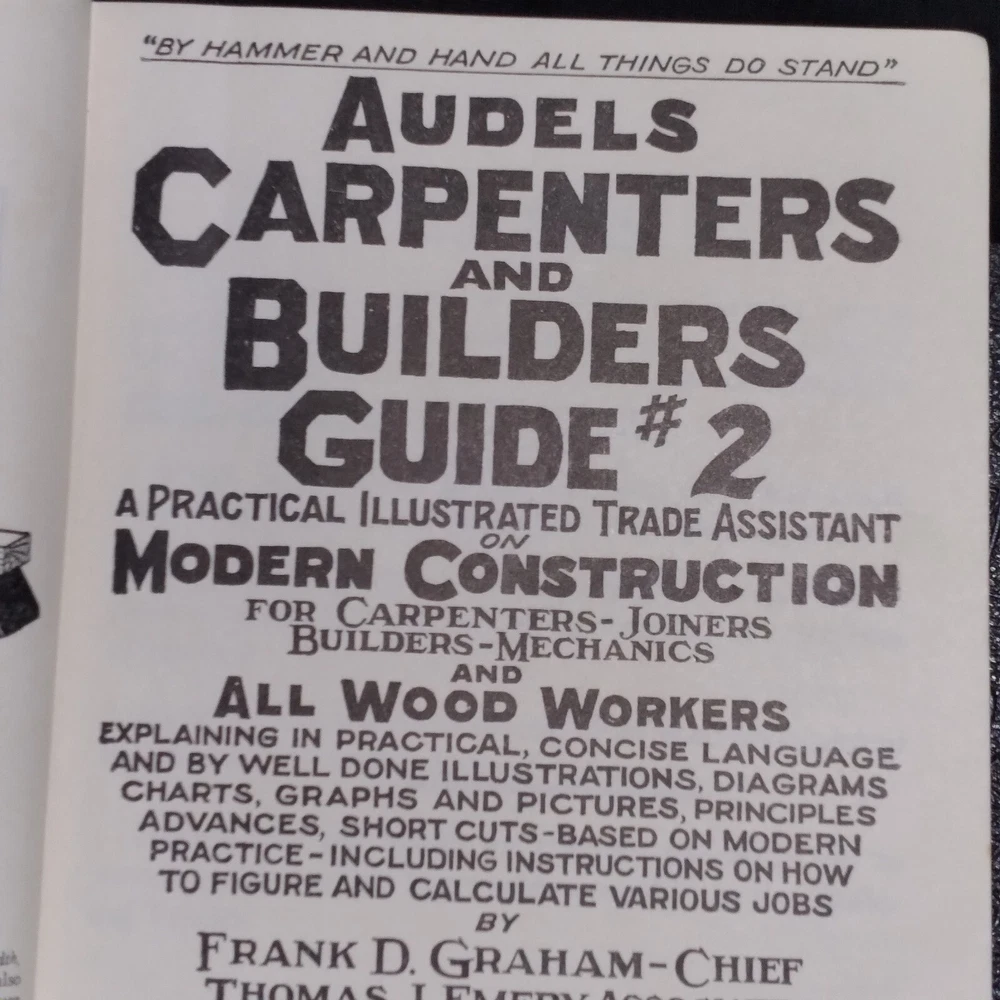 "BY HAMMER AND HAND ALL THINGS DO STAND"
AUDELS
CARPENTERS
AND
BUILDERS
GUIDE #2
A PRACTICAL ILLUSTRATED TRADE ASSISTANT
ON
MODERN CONSTRUCTION
FOR CARPENTERS-JOINERS
BUILDERS-MECHANICS
AND
ALL WOOD WORKERS
EXPLAINING IN PRACTICAL, CONCISE LANGUAGE
AND BY WELL DONE ILLUSTRATIONS, DIAGRAMS
CHARTS, GRAPHS AND PICTURES, PRINCIPLES
ADVANCES, SHORT CUTS-BASED ON MODERN
PRACTICE-INCLUDING INSTRUCTIONS ON HOW
TO FIGURE AND CALCULATE VARIOUS JOBS
BY
FRANK D. GRAHAM-CHIEF
THOMAS J. EMERY